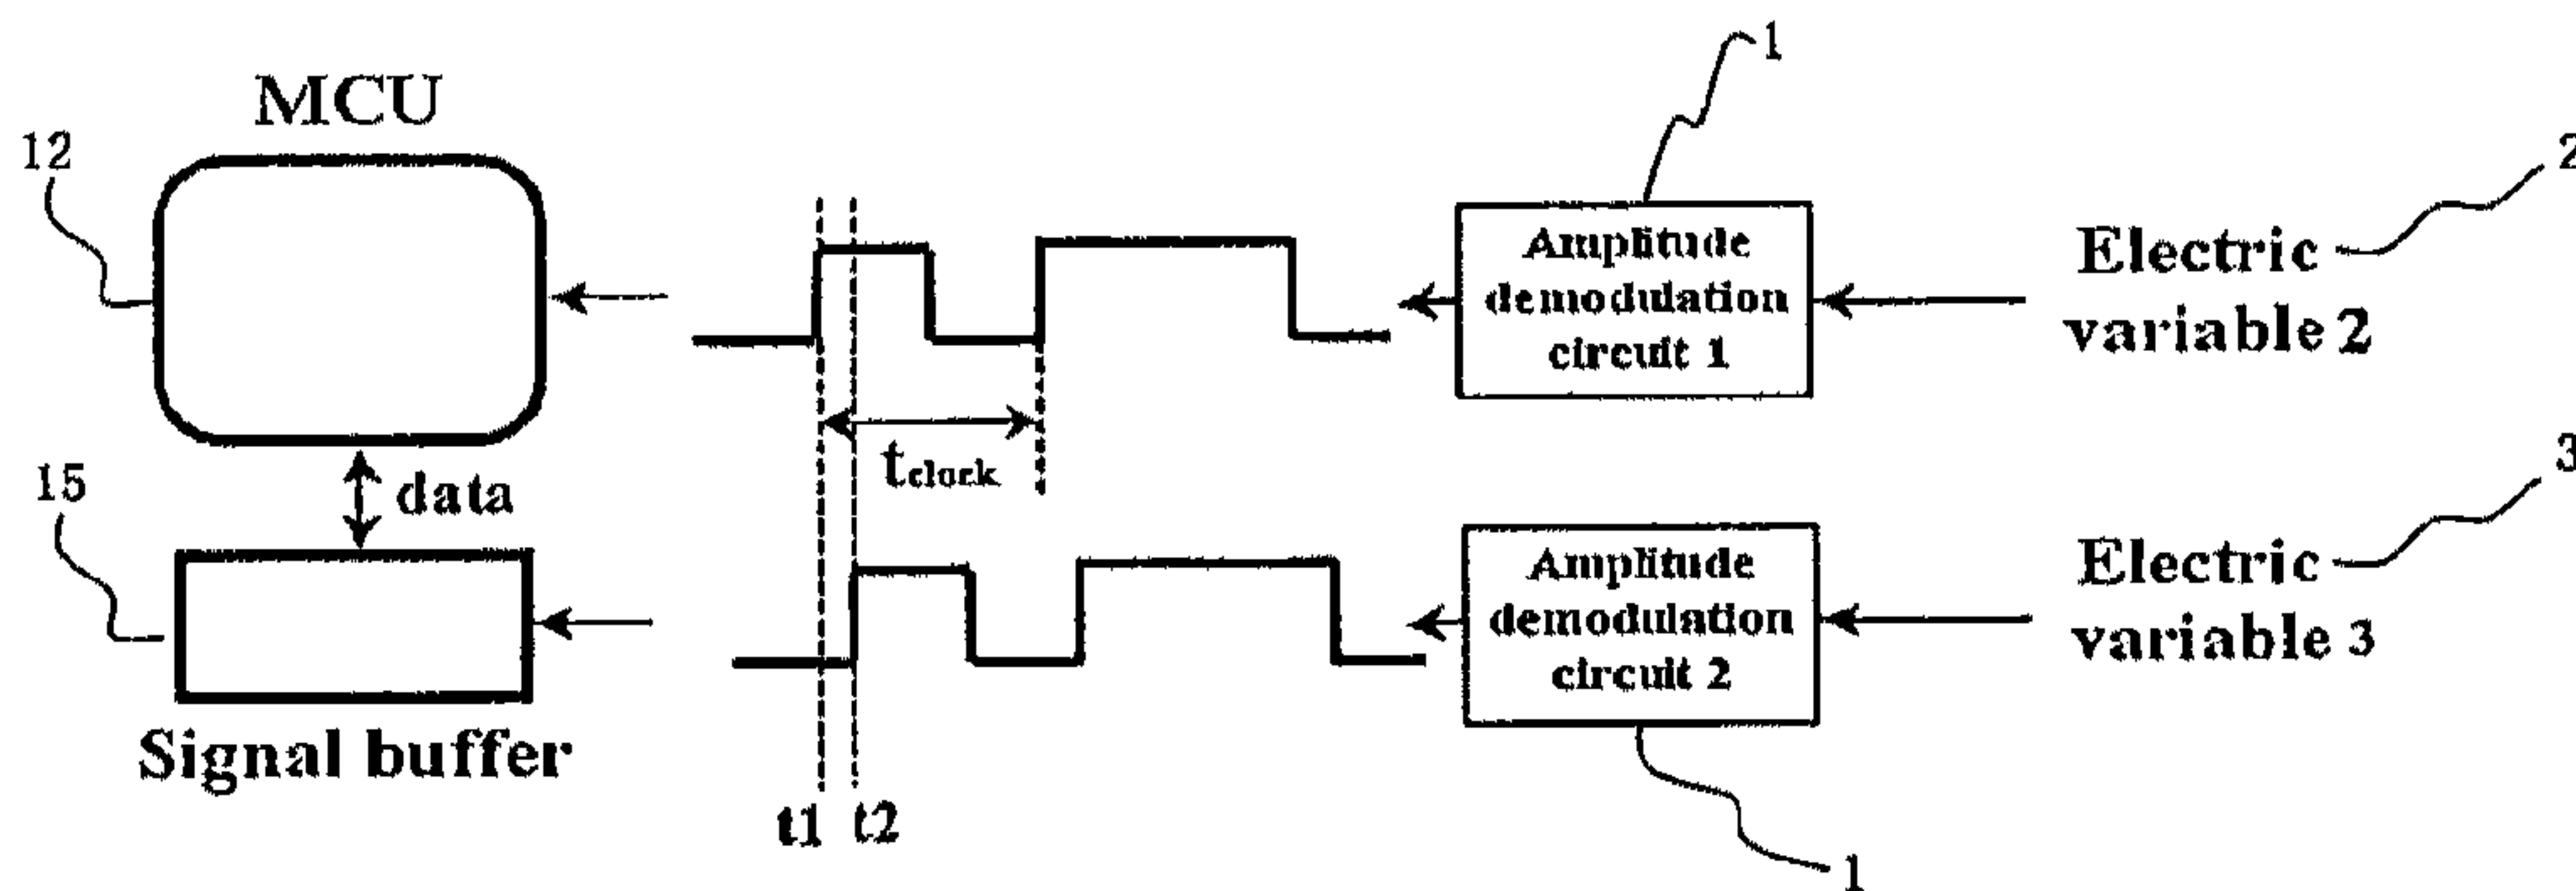 1
MCU
12
2
Amplitude
demodulation
circuit 1
Electric
variable 2
tclock
15
data
3
Amplitude
demodulation
circuit 2
Electric
variable 3
Signal buffer
t1 t2
1